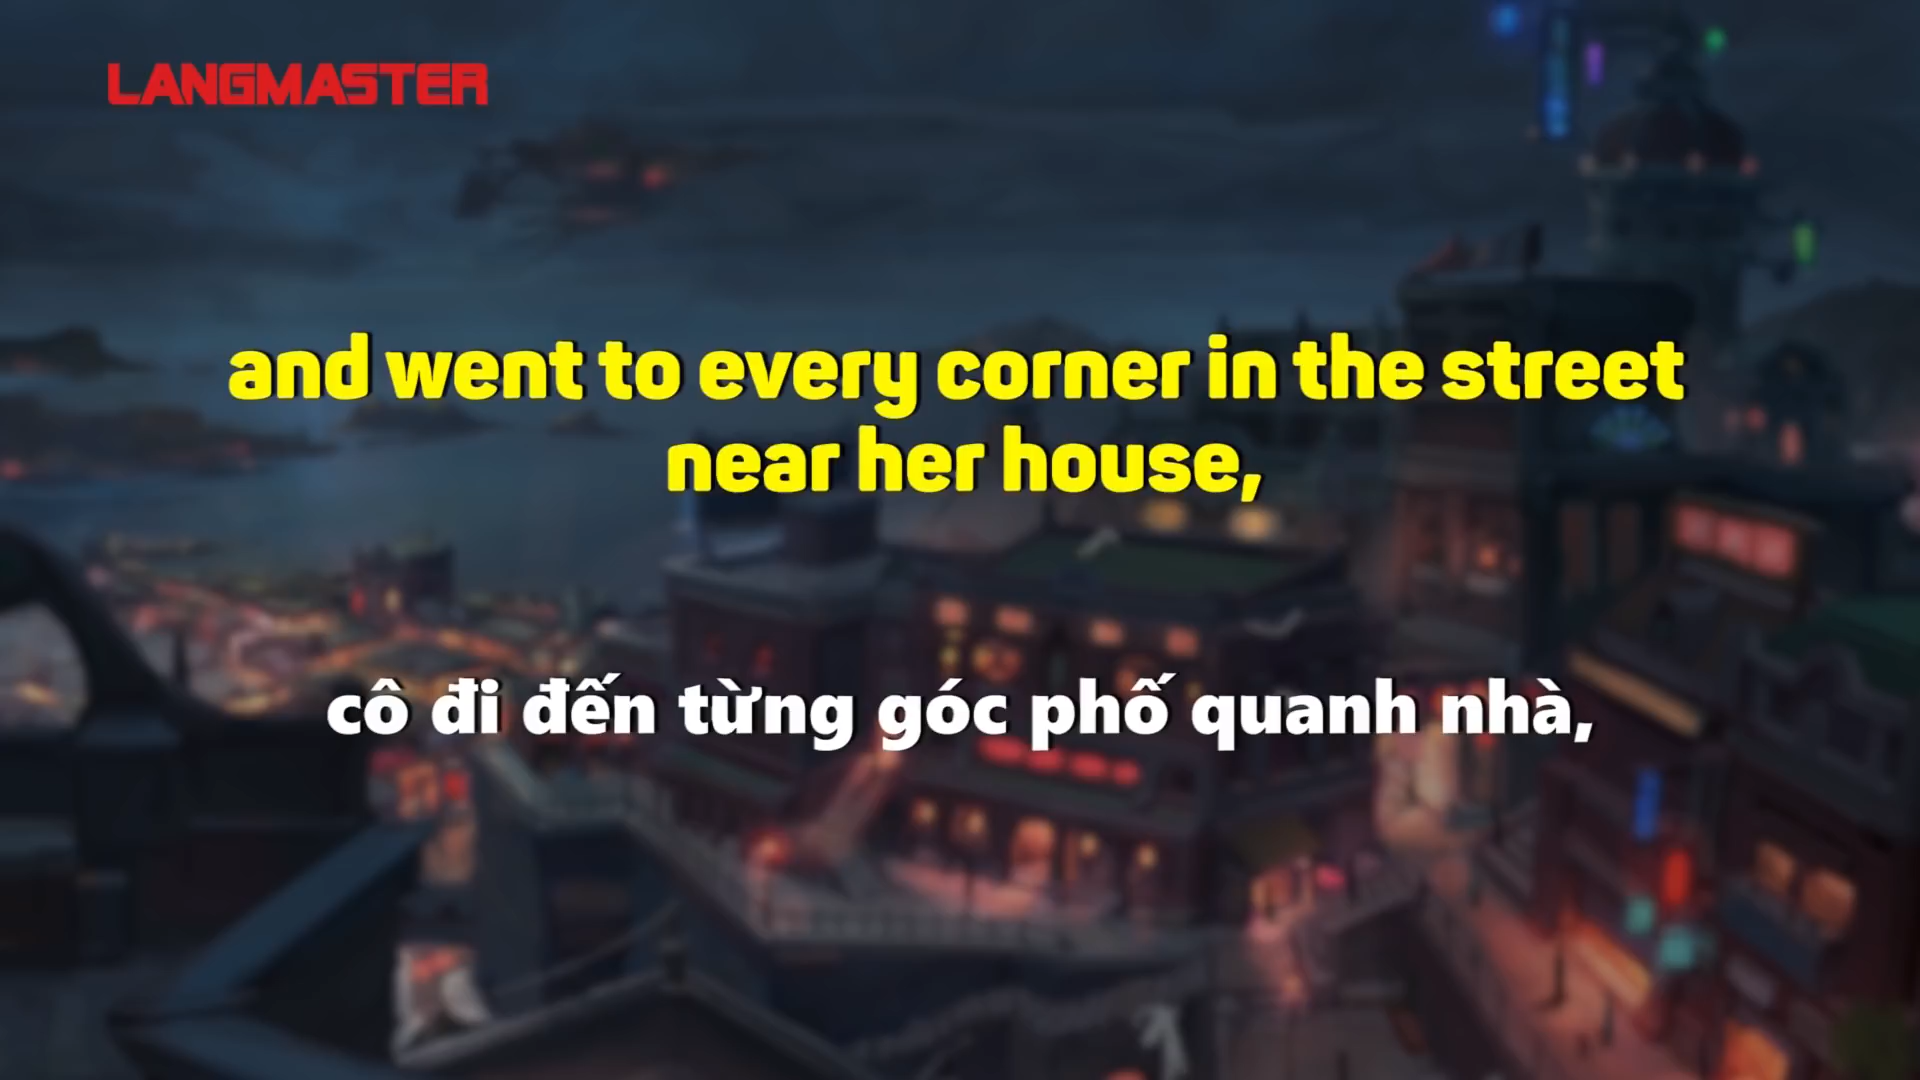 LANGMASTER
and went to every corner in the street
near her house,
cô đi đến từng góc phố quanh nhà,